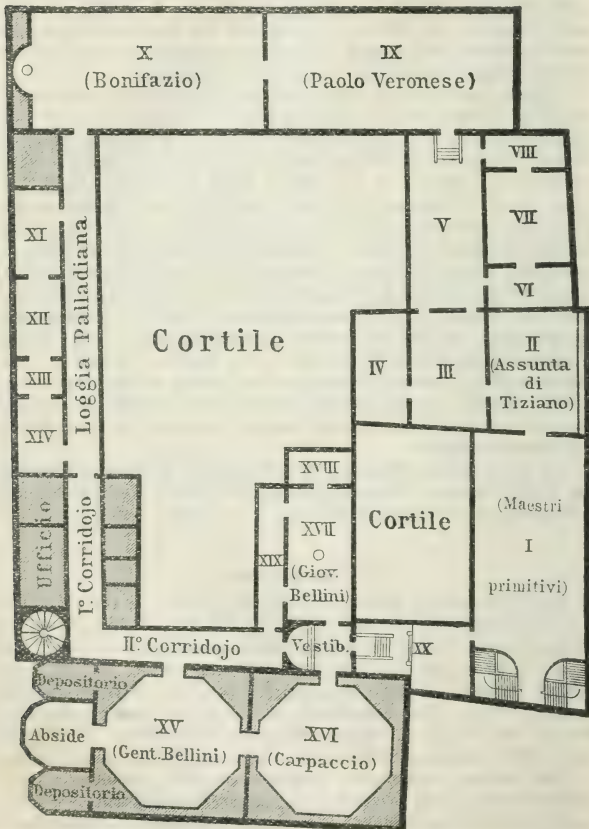 X
(Bonifazio)
IX
(Paolo Veronese)
VIII
V
VII
VI
XI
XII
XIII
XIV
Loggia Palladiana
Cortile
IV
III
II
(Assunta
di
Tiziano)
XVIII
XVII
(Giov.
Bellini)
XIX
Cortile
(Maestri
I
primitivi)
Ufficio
I⁰. Corridojo
II⁰. Corridojo
Vestib.
XX
Depositorio
Abside
Depositorio
XV
(Gent. Bellini)
XVI
(Carpaccio)